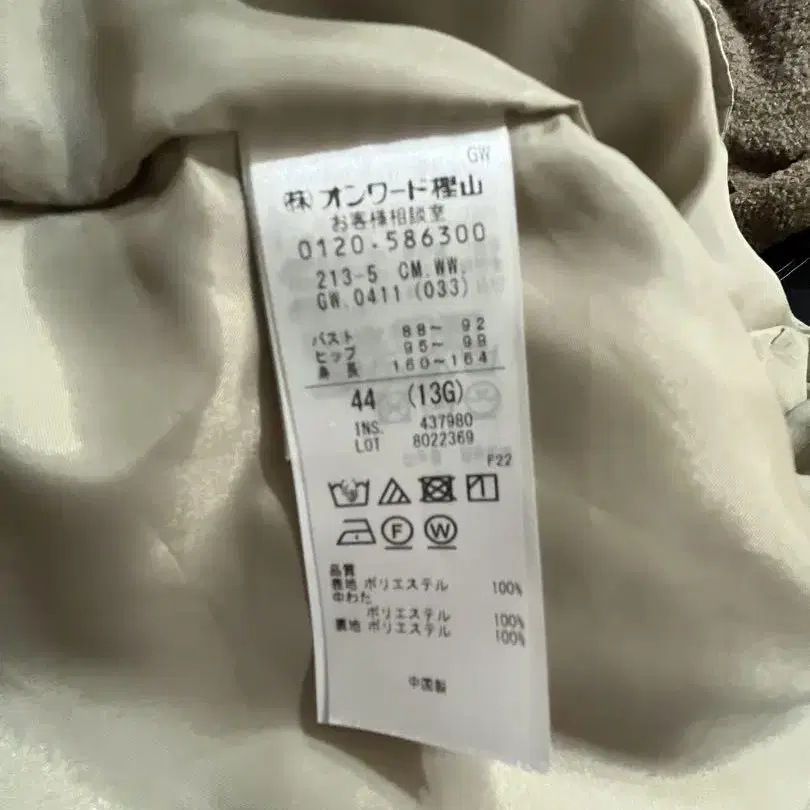 GW
㈱オンワード樫山
お客様相談室
0120-586300
213-5 CM.WW.
GW.0411 (033)
バスト 88～ 92
ヒップ 95～ 99
身長 160～164
44 (13G)
INS. 437980
LOT 8022369
F22
F W
品質
表地 ポリエステル 100%
中わた
ポリエステル 100%
裏地 ポリエステル 100%
中国製